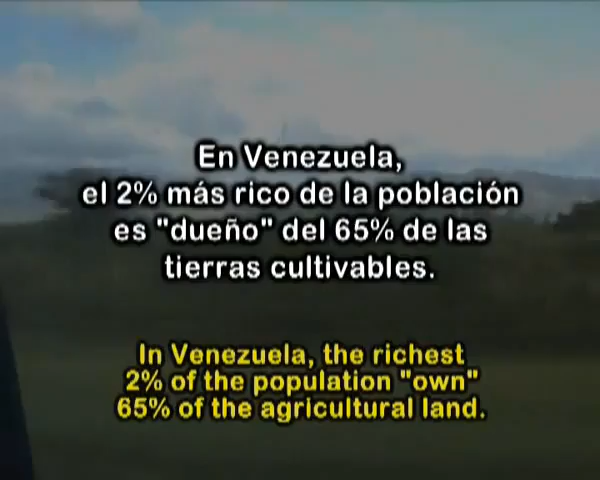 En Venezuela,
el 2% más rico de la población
es "dueño" del 65% de las
tierras cultivables.
In Venezuela, the richest
2% of the population "own"
65% of the agricultural land.